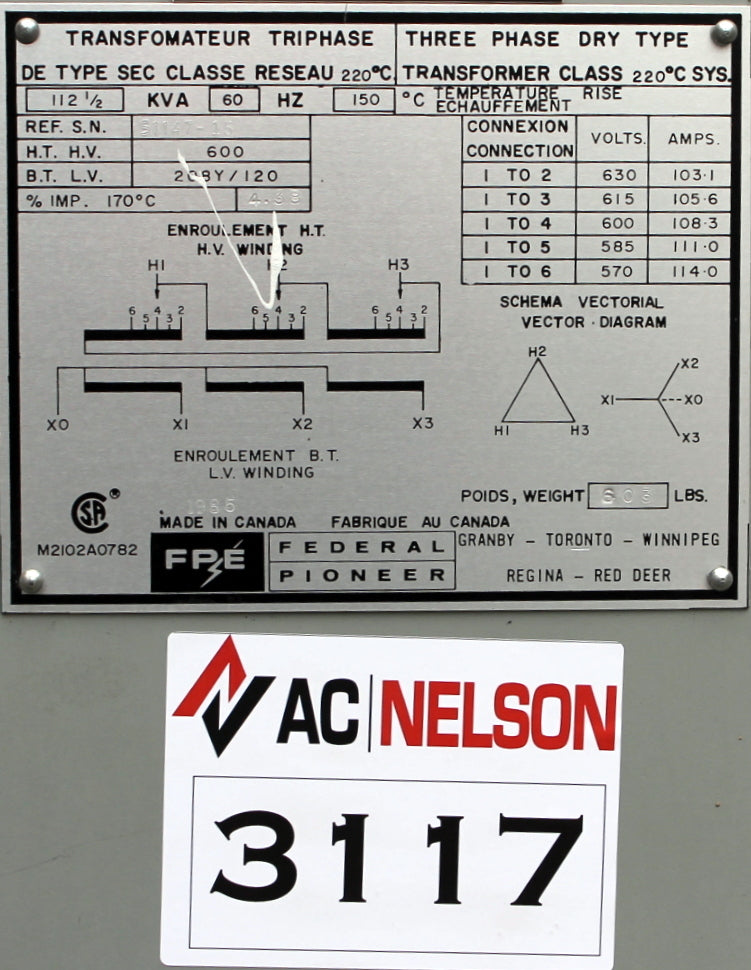 TRANSFOMATEUR TRIPHASE
DE TYPE SEC CLASSE RESEAU 220°C.
THREE PHASE DRY TYPE
TRANSFORMER CLASS 220°C SYS.
112 ½ KVA 60 HZ 150 °C TEMPERATURE RISE
ECHAUFFEMENT
REF. S.N.
H.T. H.V. 600
B.T. L.V. 208Y/120
% IMP. 170°C
CONNEXION
CONNECTION VOLTS. AMPS.
1 TO 2 630 103·1
1 TO 3 615 105·6
1 TO 4 600 108·3
1 TO 5 585 111·0
1 TO 6 570 114·0
ENROULEMENT H.T.
H.V. WINDING
H1 H2 H3
6 5 4 3 2 6 5 4 3 2 6 5 4 3 2
X0 X1 X2 X3
ENROULEMENT B.T.
L.V. WINDING
SCHEMA VECTORIAL
VECTOR · DIAGRAM
H2
H1 H3
X2
X1 X0
X3
POIDS, WEIGHT LBS.
CSA ®
1985
MADE IN CANADA FABRIQUE AU CANADA
M2102A0782
FPÉ
FEDERAL
PIONEER
GRANBY – TORONTO – WINNIPEG
REGINA – RED DEER
AC|NELSON
3117